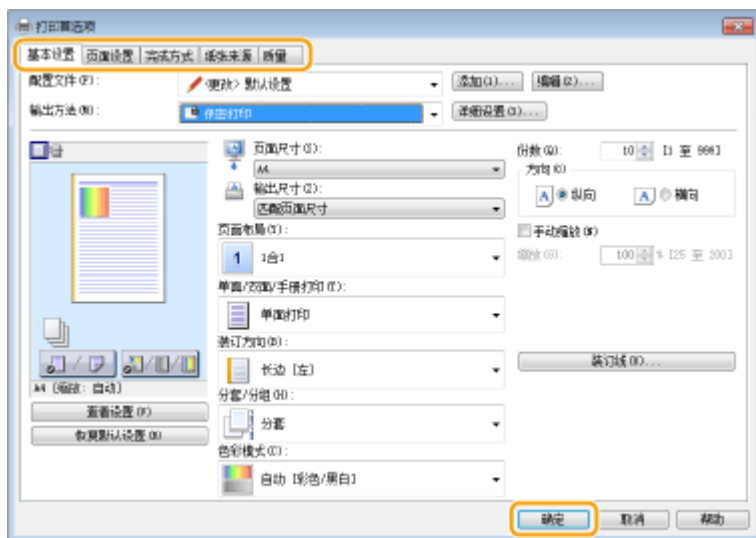 打印首选项
基本设置 页面设置 完成方式 纸张来源 质量
配置文件(F): <更改> 默认设置 添加(1)... 编辑(2)...
输出方法(M): 保密打印 详细设置(3)...
页面尺寸(S): 份数(Q): 10 [1 至 999]
A4 方向(K)
输出尺寸(Z): 纵向 横向
匹配页面尺寸
页面布局(Y): 手动缩放(W)
1合1 缩放(G): 100 % [25 至 200]
单面/双面/手册打印(T):
单面打印
装订方向(B):
长边 [左] 装订线(X)...
A4 [缩放: 自动] 分套/分组(H):
查看设置(P) 分套
恢复默认设置(N)
色彩模式(C):
自动 [彩色/黑白]
确定 取消 帮助